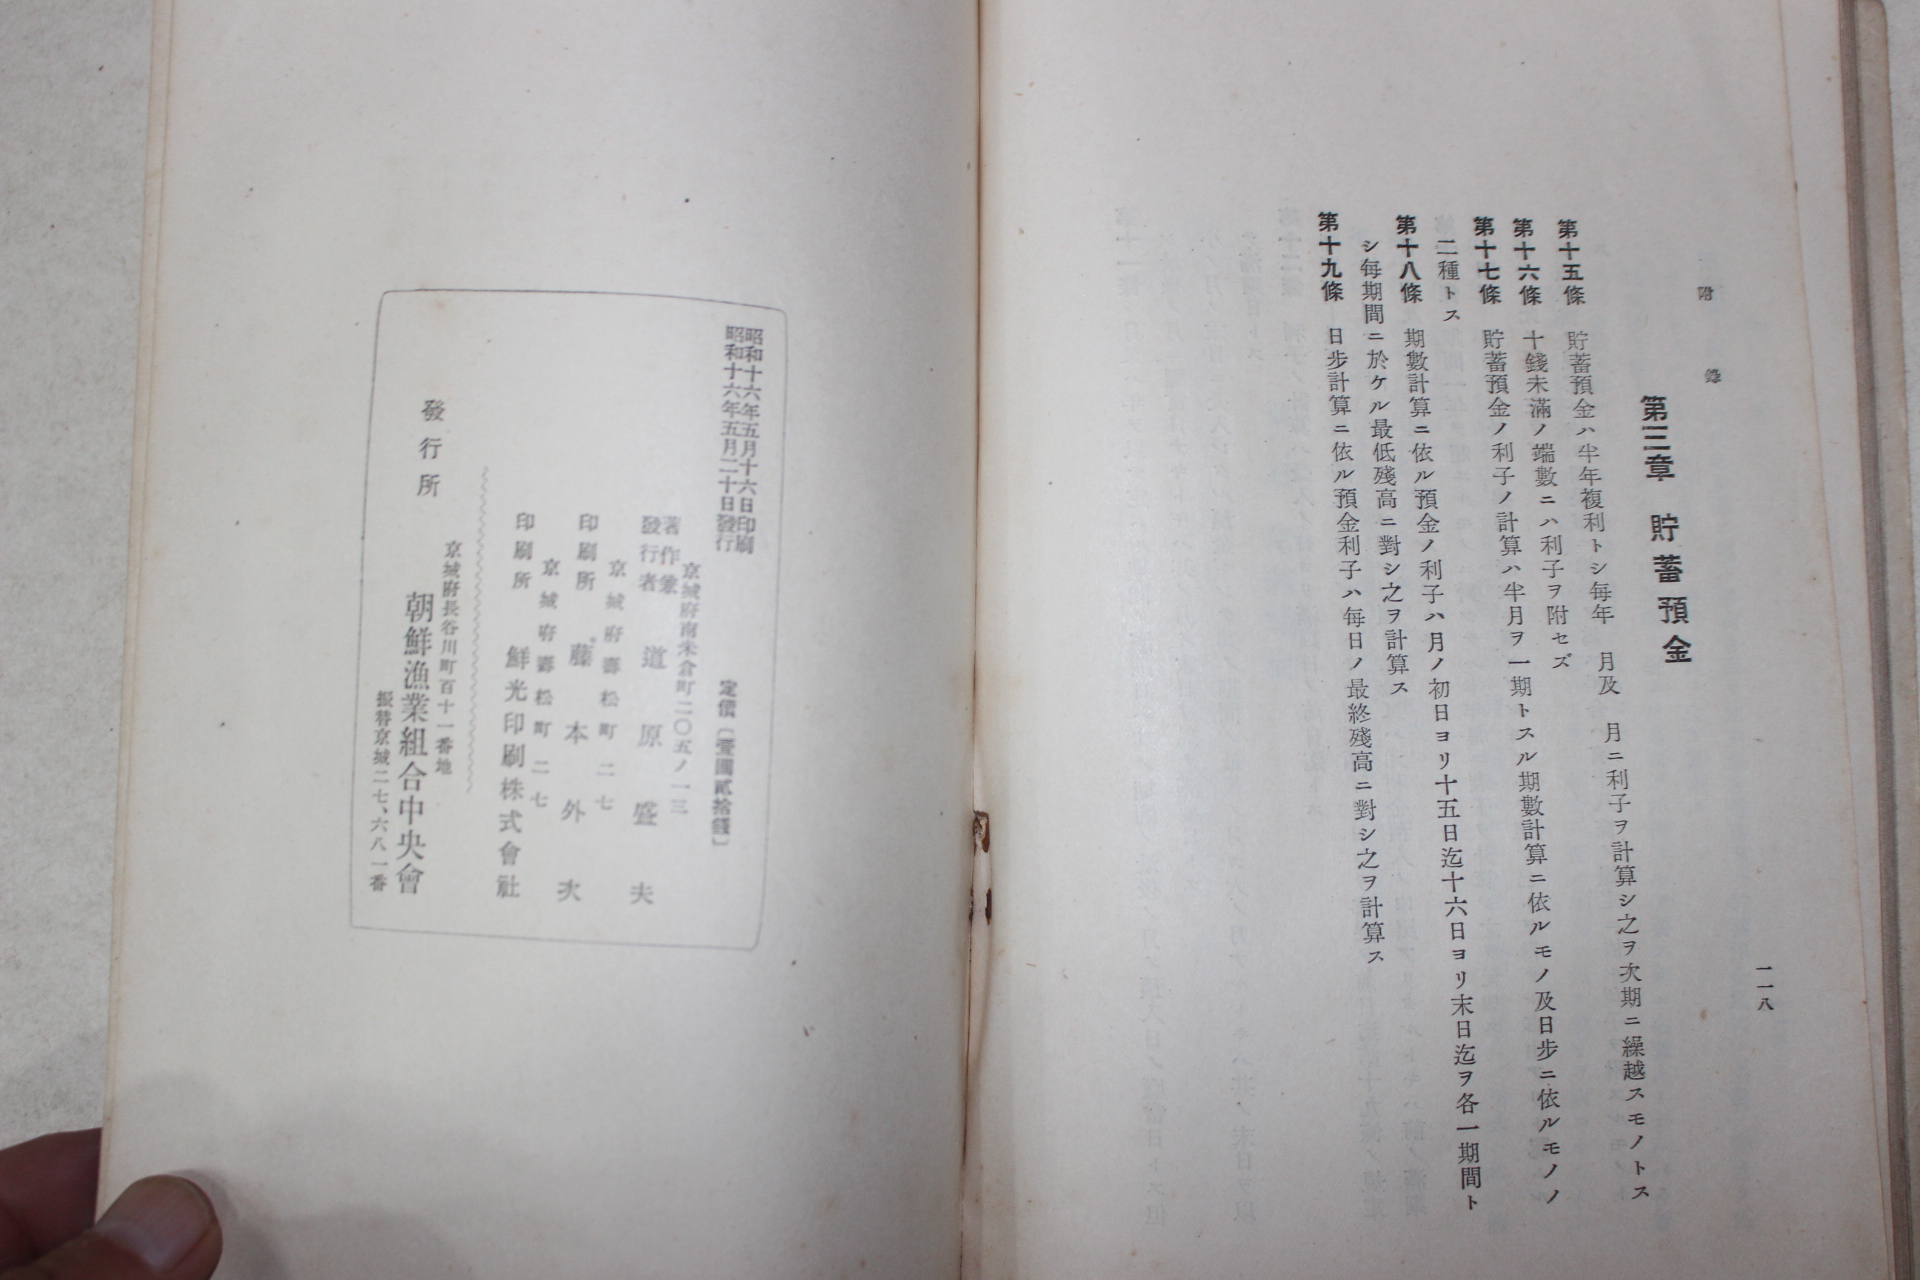 附錄
第三章 貯蓄預金
第十五條 貯蓄預金ハ半年複利トシ每年 月及 月ニ利子ヲ計算シ之ヲ次期ニ繰越スモノトス
第十六條 十錢未滿ノ端數ニハ利子ヲ附セズ
第十七條 貯蓄預金ノ利子ノ計算ハ半月ヲ一期トスル期數計算ニ依ルモノ及日步ニ依ルモノノ
二種トス
第十八條 期數計算ニ依ル預金ノ利子ハ月ノ初日ヨリ十五日迄十六日ヨリ末日迄ヲ各一期間ト
シ每期間ニ於ケル最低殘高ニ對シ之ヲ計算ス
第十九條 日步計算ニ依ル預金利子ハ每日ノ最終殘高ニ對シ之ヲ計算ス
一一八
昭和十六年五月十六日印刷
昭和十六年五月二十日發行
定價〔壹圓貳拾錢〕
京城府南米倉町二〇五ノ一三
著作兼
發行者 道原盛夫
京城府壽松町二七
印刷所 藤本外次
京城府壽松町二七
印刷所 鮮光印刷株式會社
京城府長谷川町百十一番地
發行所 朝鮮漁業組合中央會
振替京城二七、六八一番